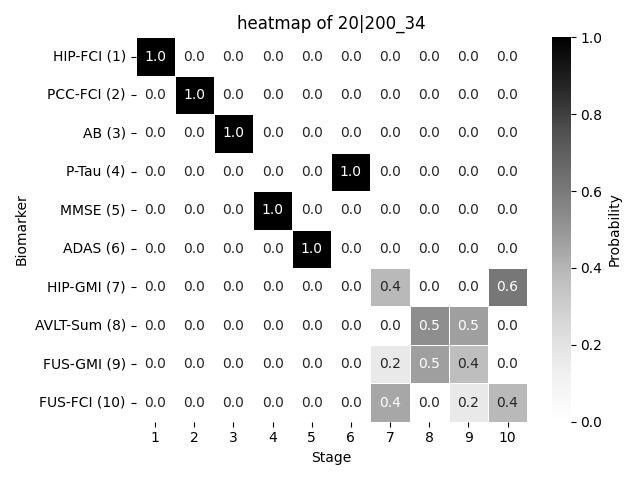 heatmap of 20|200_34
HIP-FCI (1) 1.0 0.0 0.0 0.0 0.0 0.0 0.0 0.0 0.0 0.0
PCC-FCI (2) 0.0 1.0 0.0 0.0 0.0 0.0 0.0 0.0 0.0 0.0
AB (3) 0.0 0.0 1.0 0.0 0.0 0.0 0.0 0.0 0.0 0.0
P-Tau (4) 0.0 0.0 0.0 0.0 0.0 1.0 0.0 0.0 0.0 0.0
MMSE (5) 0.0 0.0 0.0 1.0 0.0 0.0 0.0 0.0 0.0 0.0
ADAS (6) 0.0 0.0 0.0 0.0 1.0 0.0 0.0 0.0 0.0 0.0
HIP-GMI (7) 0.0 0.0 0.0 0.0 0.0 0.0 0.4 0.0 0.0 0.6
AVLT-Sum (8) 0.0 0.0 0.0 0.0 0.0 0.0 0.0 0.5 0.5 0.0
FUS-GMI (9) 0.0 0.0 0.0 0.0 0.0 0.0 0.2 0.5 0.4 0.0
FUS-FCI (10) 0.0 0.0 0.0 0.0 0.0 0.0 0.4 0.0 0.2 0.4
1 2 3 4 5 6 7 8 9 10
Stage
Biomarker
1.0
0.8
0.6
0.4
0.2
0.0
Probability